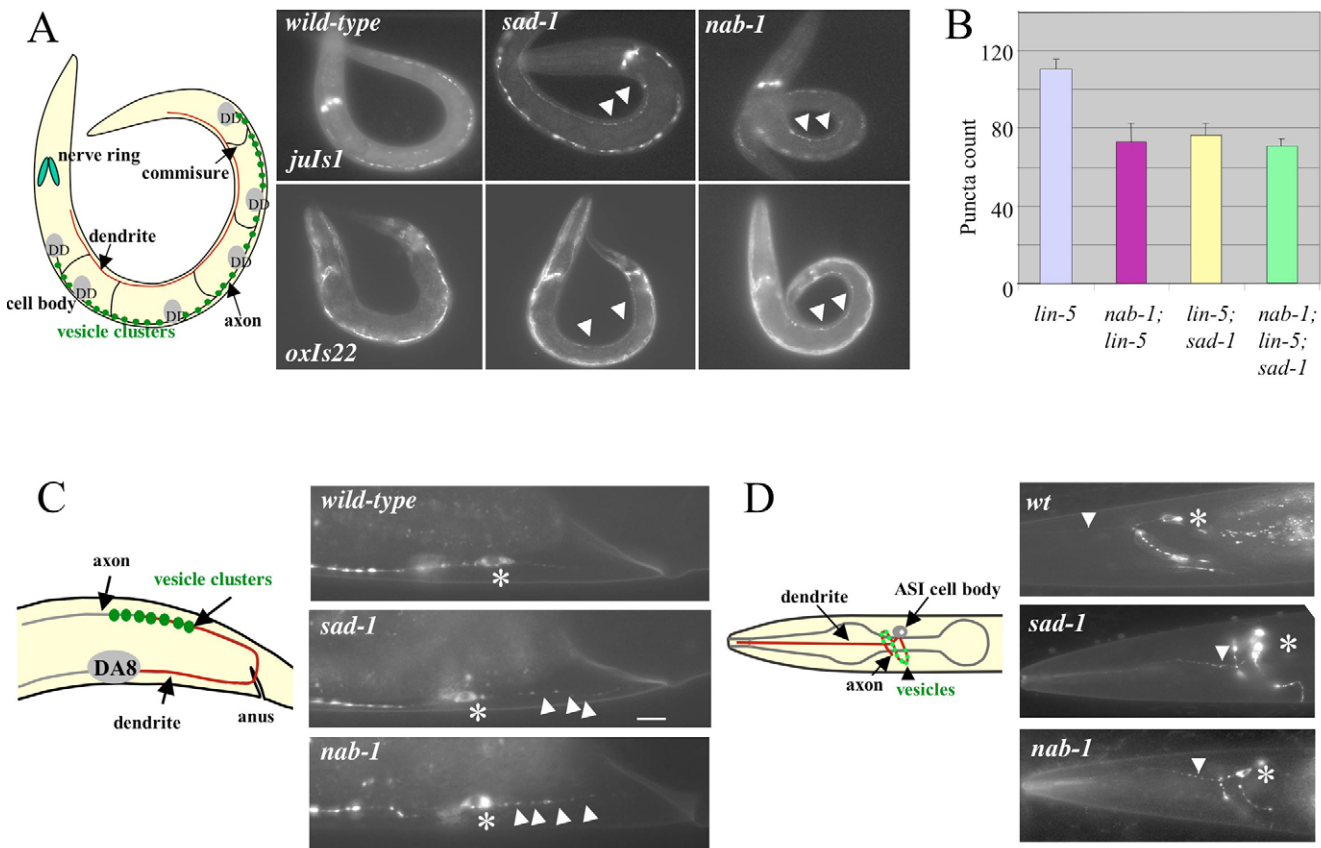 A
wild-type
sad-1
nab-1
juIs1
oxIs22
nerve ring
commisure
dendrite
cell body
vesicle clusters
axon
DD
DD
DD
DD
DD
DD
B
Puncta count
120
80
40
0
lin-5
nab-1;
lin-5
lin-5;
sad-1
nab-1;
lin-5;
sad-1
C
axon
vesicle clusters
DA8
dendrite
anus
wild-type
*
sad-1
*
nab-1
*
D
dendrite
ASI cell body
axon
vesicles
wt
*
sad-1
*
nab-1
*